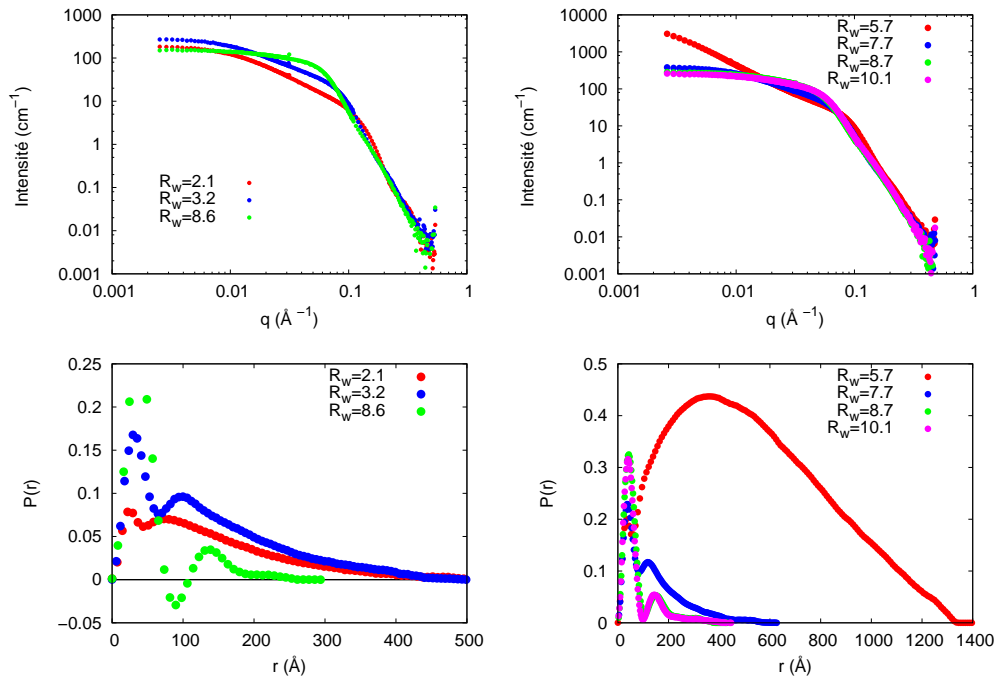 1000
100
10
1
0.1
0.01
0.001
0.001
0.01
0.1
1
Intensité (cm⁻¹)
q (Å ⁻¹)
R_w=2.1
R_w=3.2
R_w=8.6
10000
1000
100
10
1
0.1
0.01
0.001
0.001
0.01
0.1
1
Intensité (cm⁻¹)
q (Å ⁻¹)
R_w=5.7
R_w=7.7
R_w=8.7
R_w=10.1
0.25
0.20
0.15
0.1
0.05
0
-0.05
0
100
200
300
400
500
P(r)
r (Å)
R_w=2.1
R_w=3.2
R_w=8.6
0.5
0.4
0.3
0.2
0.1
0
0
200
400
600
800
1000
1200
1400
P(r)
r (Å)
R_w=5.7
R_w=7.7
R_w=8.7
R_w=10.1